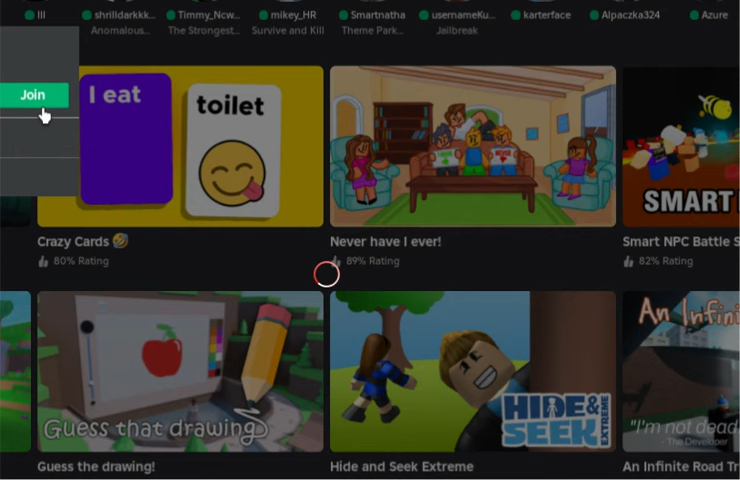 lll
shrilldarkkk...
Timmy_Ncw...
mikey_HR
Smartnatha
usernameKu...
karterface
Alpaczka324
Azure
Anomalous...
The Strongest...
Survive and Kill
Theme Park...
Jailbreak
Join
I eat
toilet
SMART
Crazy Cards 🤣
Never have I ever!
Smart NPC Battle S
80% Rating
89% Rating
82% Rating
An Infini
Guess that drawing
HIDE&
SEEK
EXTREME
"I'm not dead
- The Developer
Guess the drawing!
Hide and Seek Extreme
An Infinite Road Tr